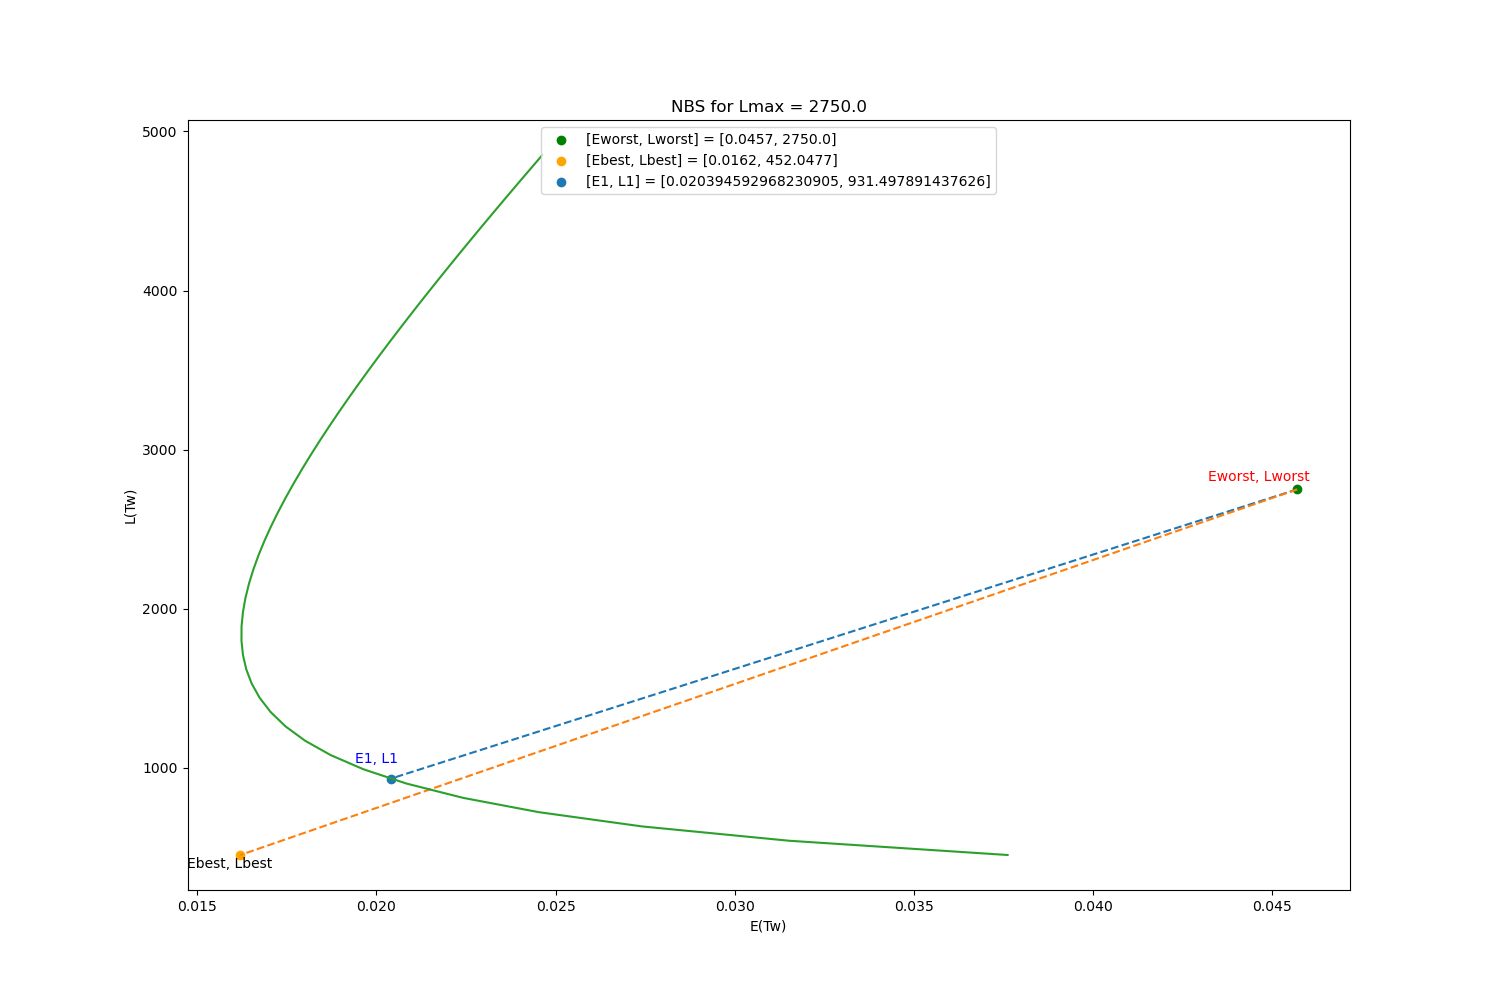 NBS for Lmax = 2750.0
[Eworst, Lworst] = [0.0457, 2750.0]
[Ebest, Lbest] = [0.0162, 452.0477]
[E1, L1] = [0.020394592968230905, 931.497891437626]
5000
4000
3000
2000
1000
L(Tw)
Eworst, Lworst
E1, L1
Ebest, Lbest
0.015 0.020 0.025 0.030 0.035 0.040 0.045
E(Tw)